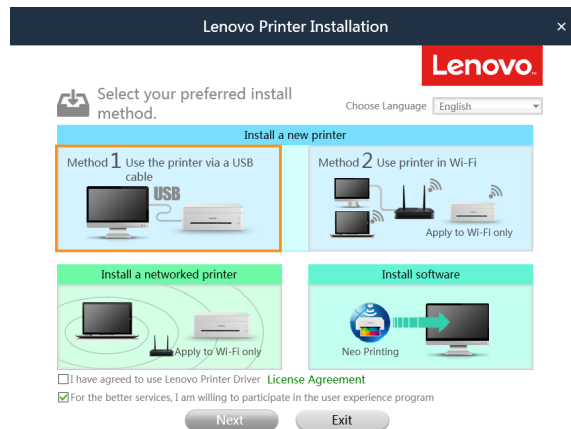 Lenovo Printer Installation
×
Lenovo.
Select your preferred install
method.
Choose Language English
Install a new printer
Method 1 Use the printer via a USB
cable
USB
Method 2 Use printer in Wi-Fi
Apply to Wi-Fi only
Install a networked printer
Apply to Wi-Fi only
Install software
Neo Printing
I have agreed to use Lenovo Printer Driver License Agreement
For the better services, I am willing to participate in the user experience program
Next Exit